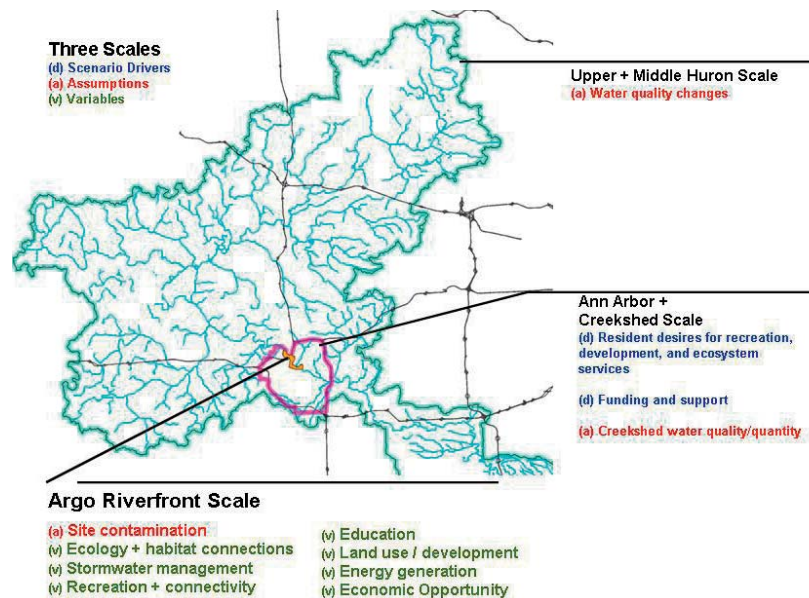 Three Scales
(d) Scenario Drivers
(a) Assumptions
(v) Variables
Upper + Middle Huron Scale
(a) Water quality changes
Ann Arbor +
Creekshed Scale
(d) Resident desires for recreation,
development, and ecosystem
services
(d) Funding and support
(a) Creekshed water quality/quantity
Argo Riverfront Scale
(a) Site contamination
(v) Ecology + habitat connections
(v) Stormwater management
(v) Recreation + connectivity
(v) Education
(v) Land use / development
(v) Energy generation
(v) Economic Opportunity